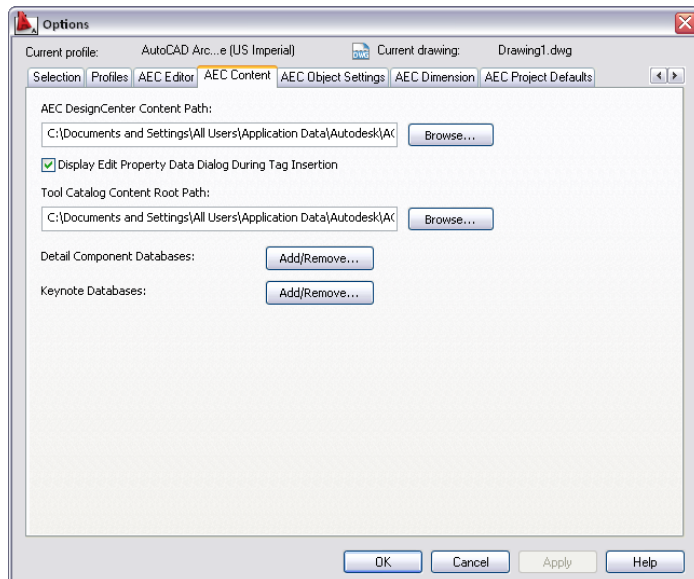 Options
Current profile: AutoCAD Arc...e (US Imperial) Current drawing: Drawing1.dwg
Selection Profiles AEC Editor AEC Content AEC Object Settings AEC Dimension AEC Project Defaults
AEC DesignCenter Content Path:
C:\Documents and Settings\All Users\Application Data\Autodesk\AC Browse...
Display Edit Property Data Dialog During Tag Insertion
Tool Catalog Content Root Path:
C:\Documents and Settings\All Users\Application Data\Autodesk\AC Browse...
Detail Component Databases: Add/Remove...
Keynote Databases: Add/Remove...
OK Cancel Apply Help